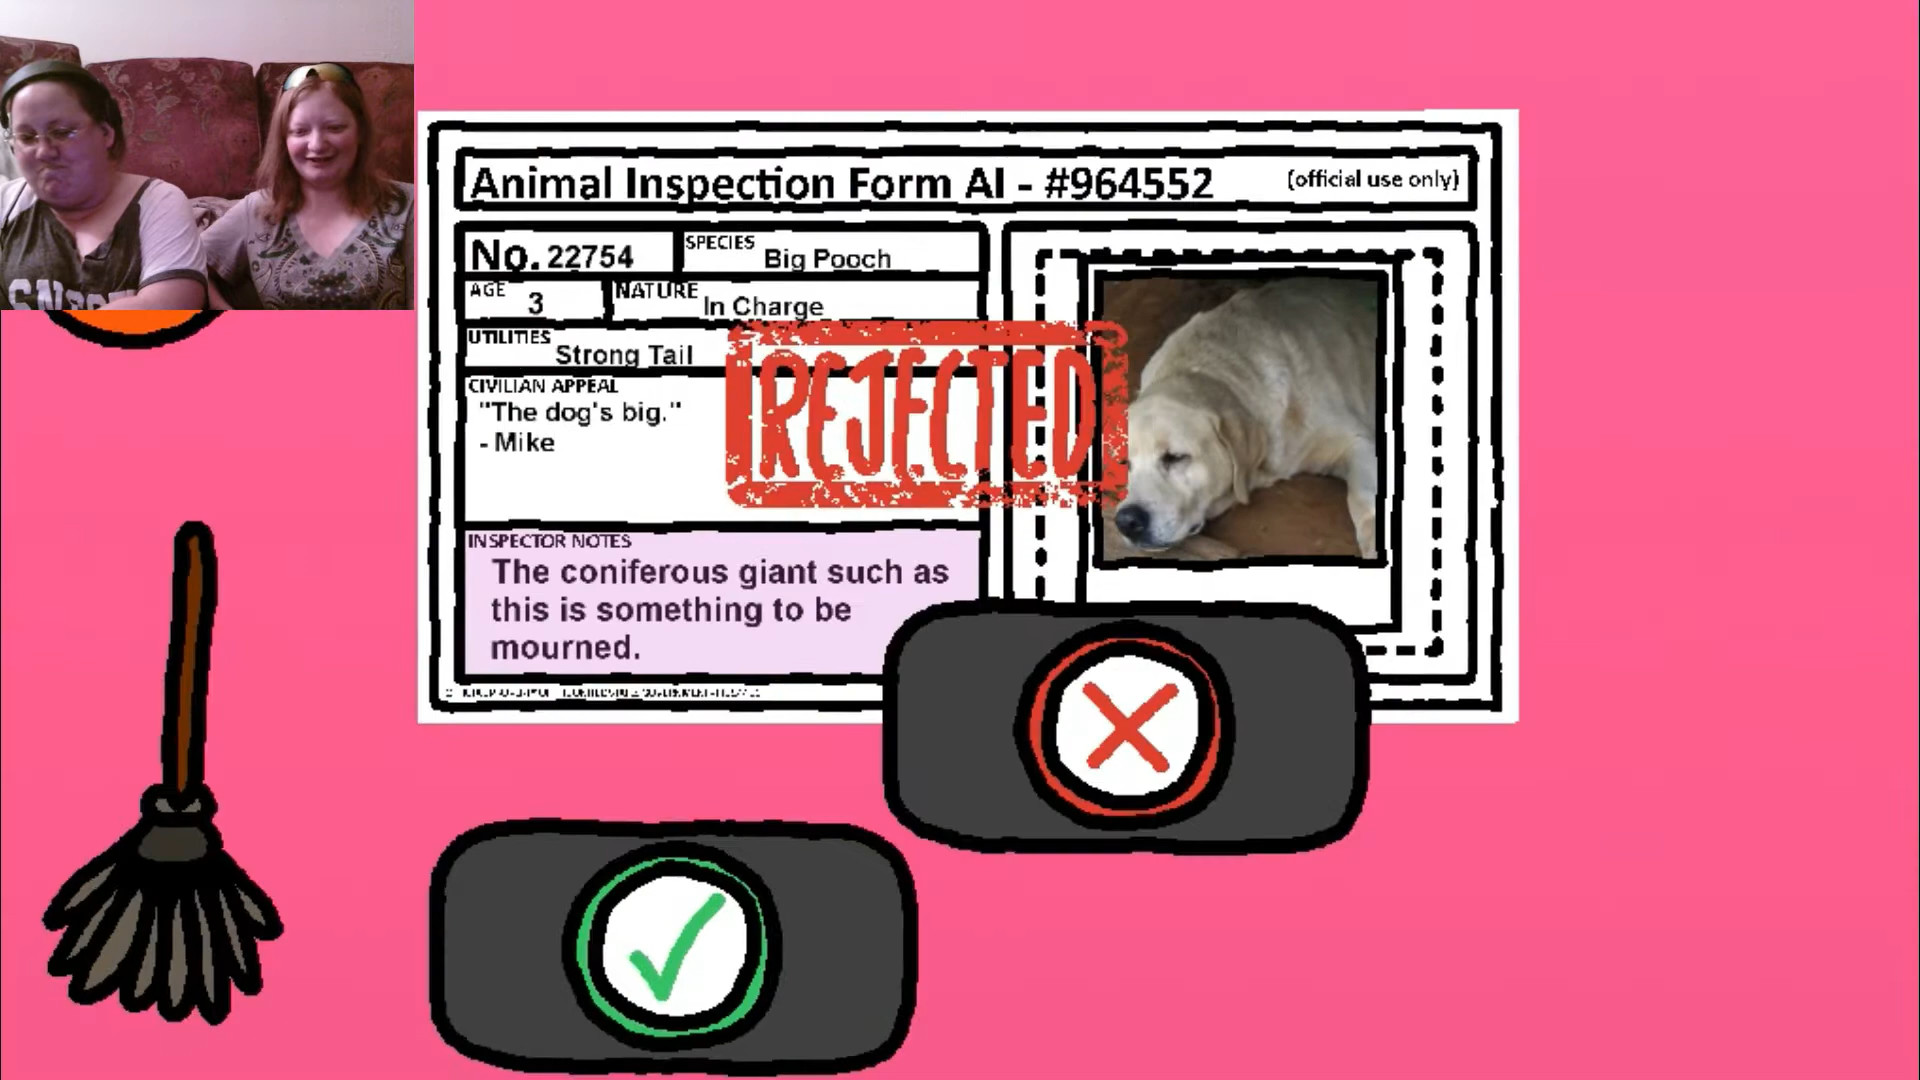 Animal Inspection Form AI - #964552 (official use only)
No. 22754
SPECIES Big Pooch
AGE 3
NATURE In Charge
UTILITIES Strong Tail
CIVILIAN APPEAL
"The dog's big."
- Mike
REJECTED
INSPECTOR NOTES
The coniferous giant such as
this is something to be
mourned.